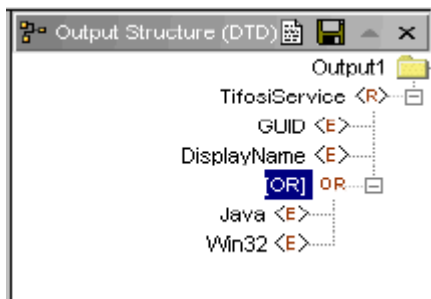 Output Structure (DTD)
Output1
TifosiService <R>
GUID <E>
DisplayName <E>
[OR] OR
Java <E>
Win32 <E>